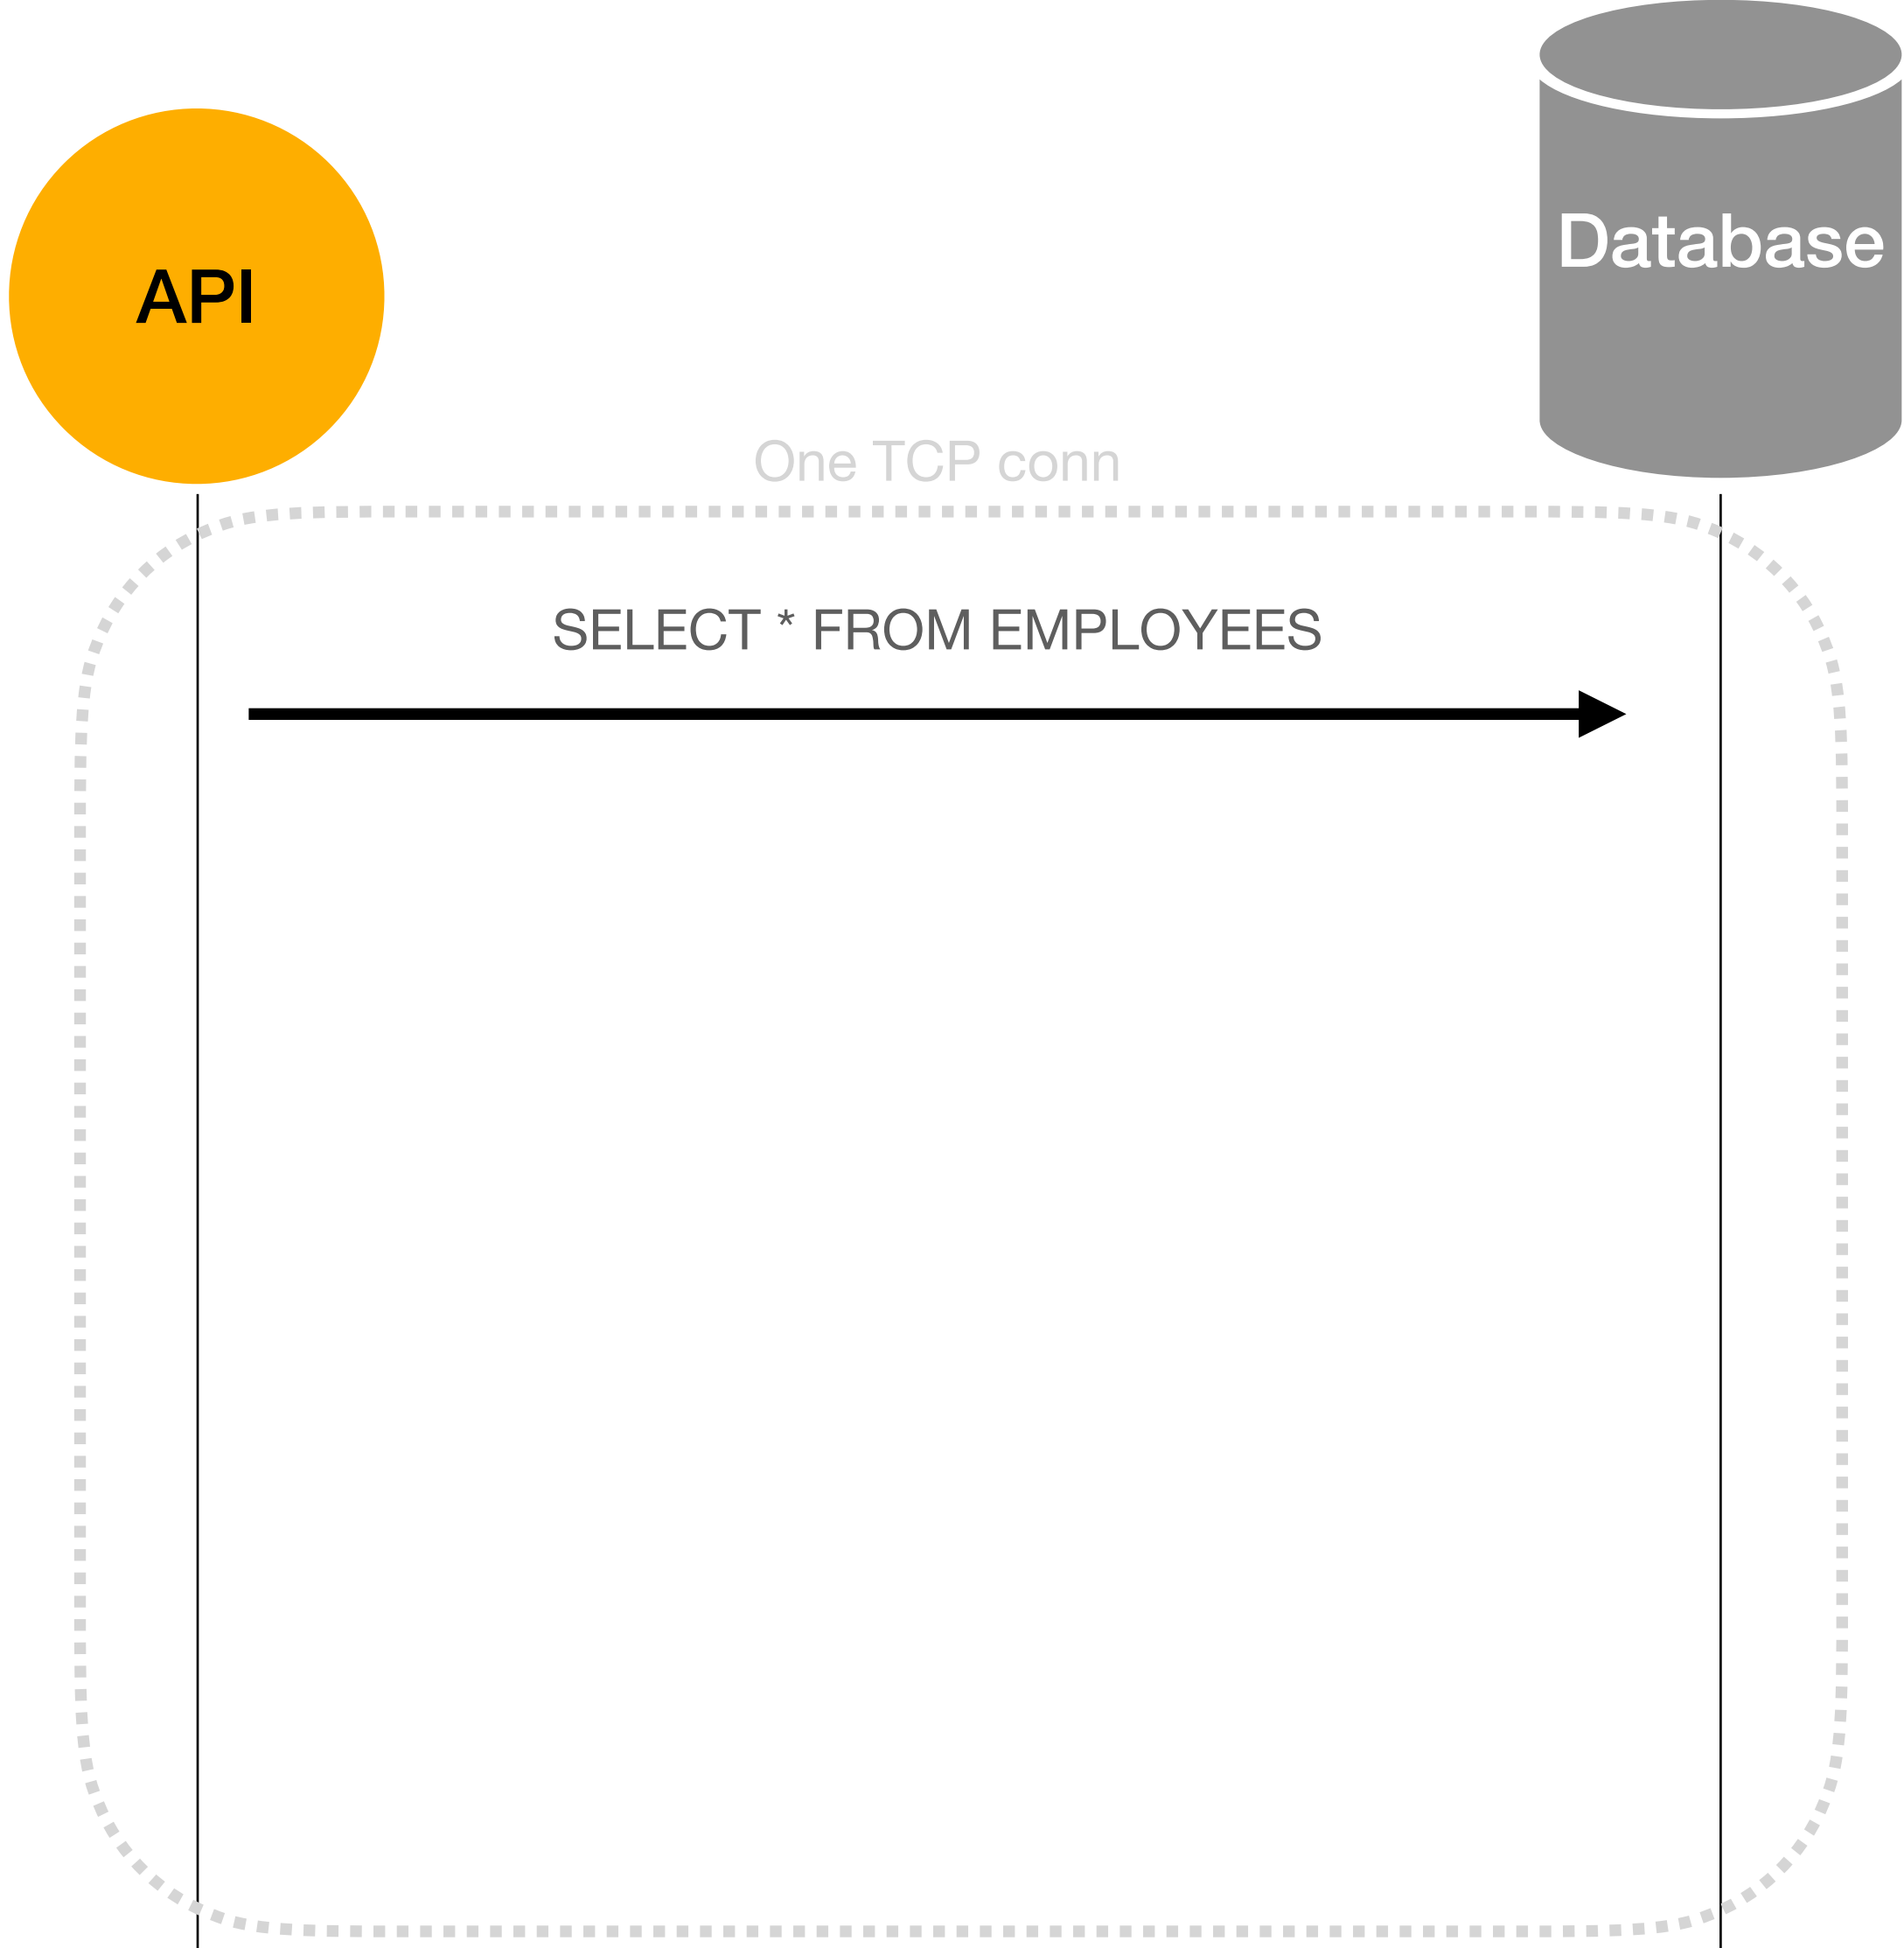 Database
API
One TCP conn
SELECT * FROM EMPLOYEES